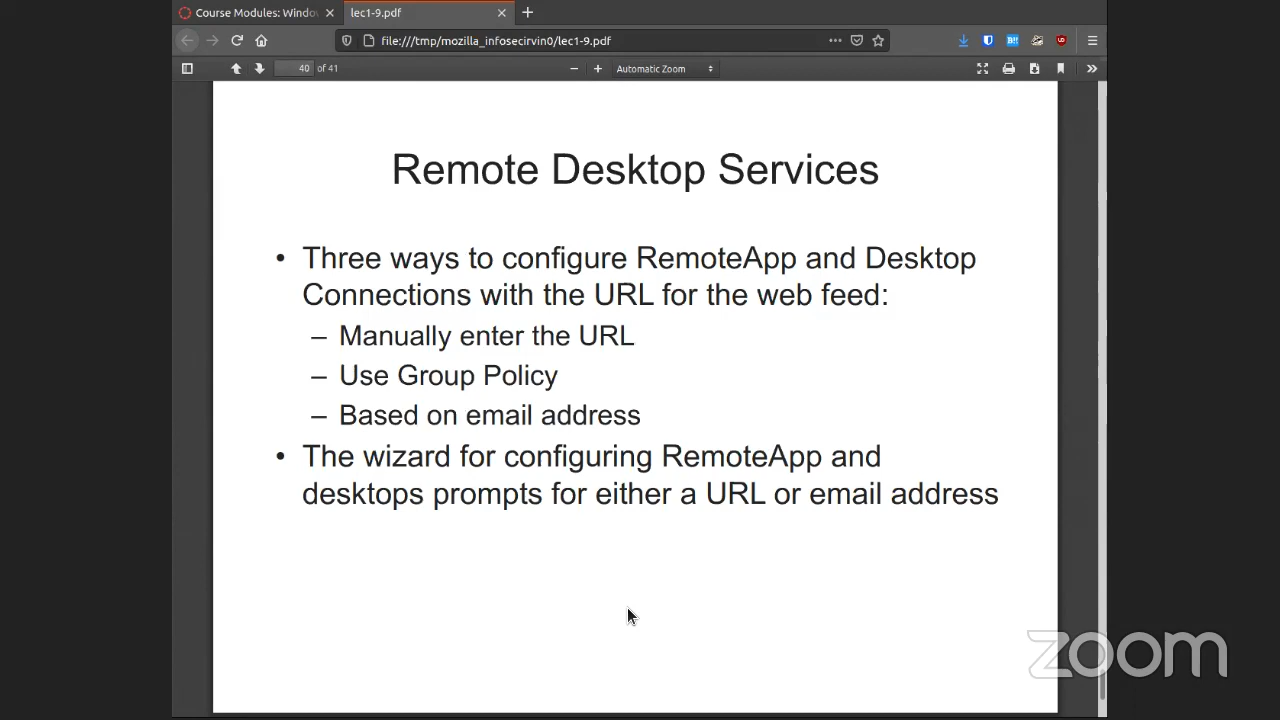 Course Modules: Windo
lec1-9.pdf
file:///tmp/mozilla_infosecirvin0/lec1-9.pdf
40 of 41
Automatic Zoom
Remote Desktop Services
• Three ways to configure RemoteApp and Desktop
Connections with the URL for the web feed:
– Manually enter the URL
– Use Group Policy
– Based on email address
• The wizard for configuring RemoteApp and
desktops prompts for either a URL or email address
zoom